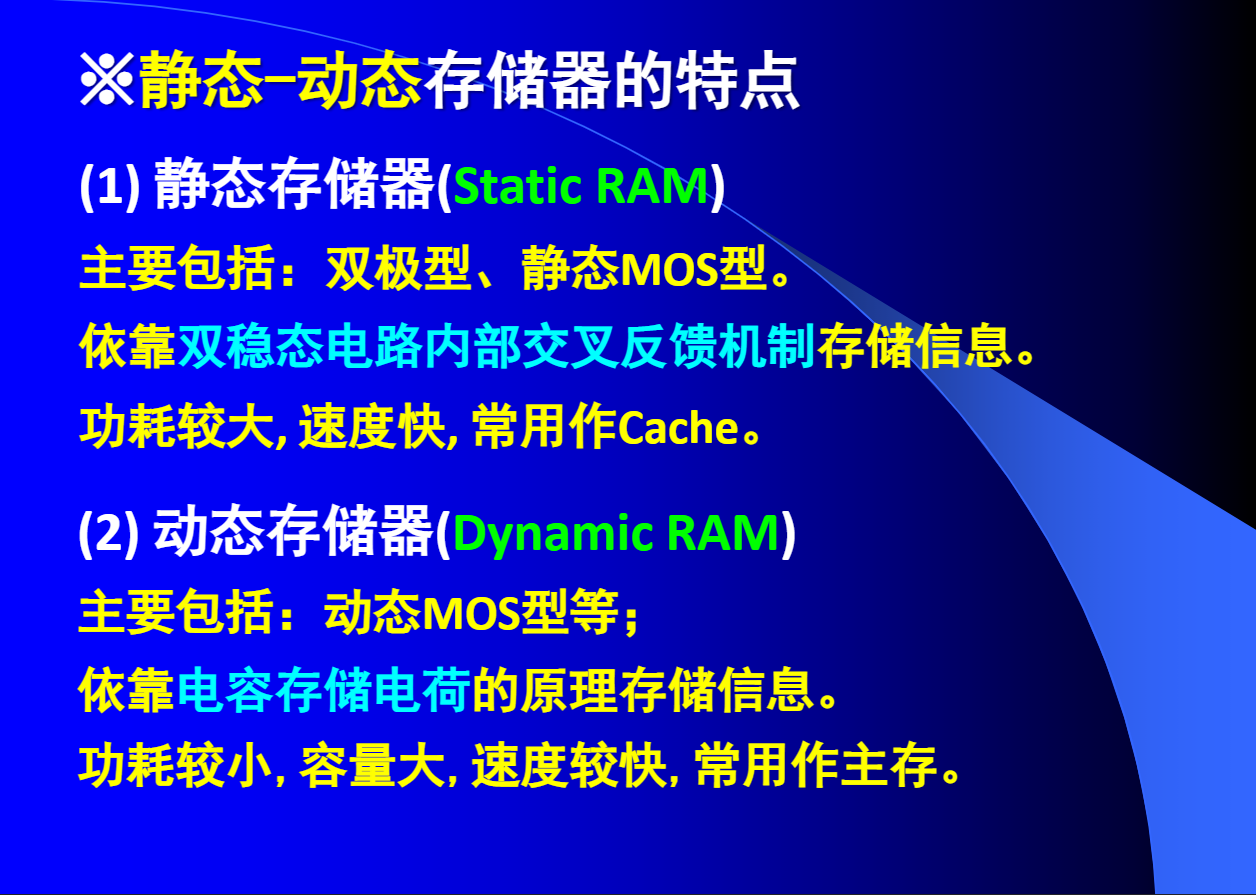 ※静态-动态存储器的特点
(1) 静态存储器(Static RAM)
主要包括：双极型、静态MOS型。
依靠双稳态电路内部交叉反馈机制存储信息。
功耗较大, 速度快, 常用作Cache。
(2) 动态存储器(Dynamic RAM)
主要包括：动态MOS型等；
依靠电容存储电荷的原理存储信息。
功耗较小, 容量大, 速度较快, 常用作主存。